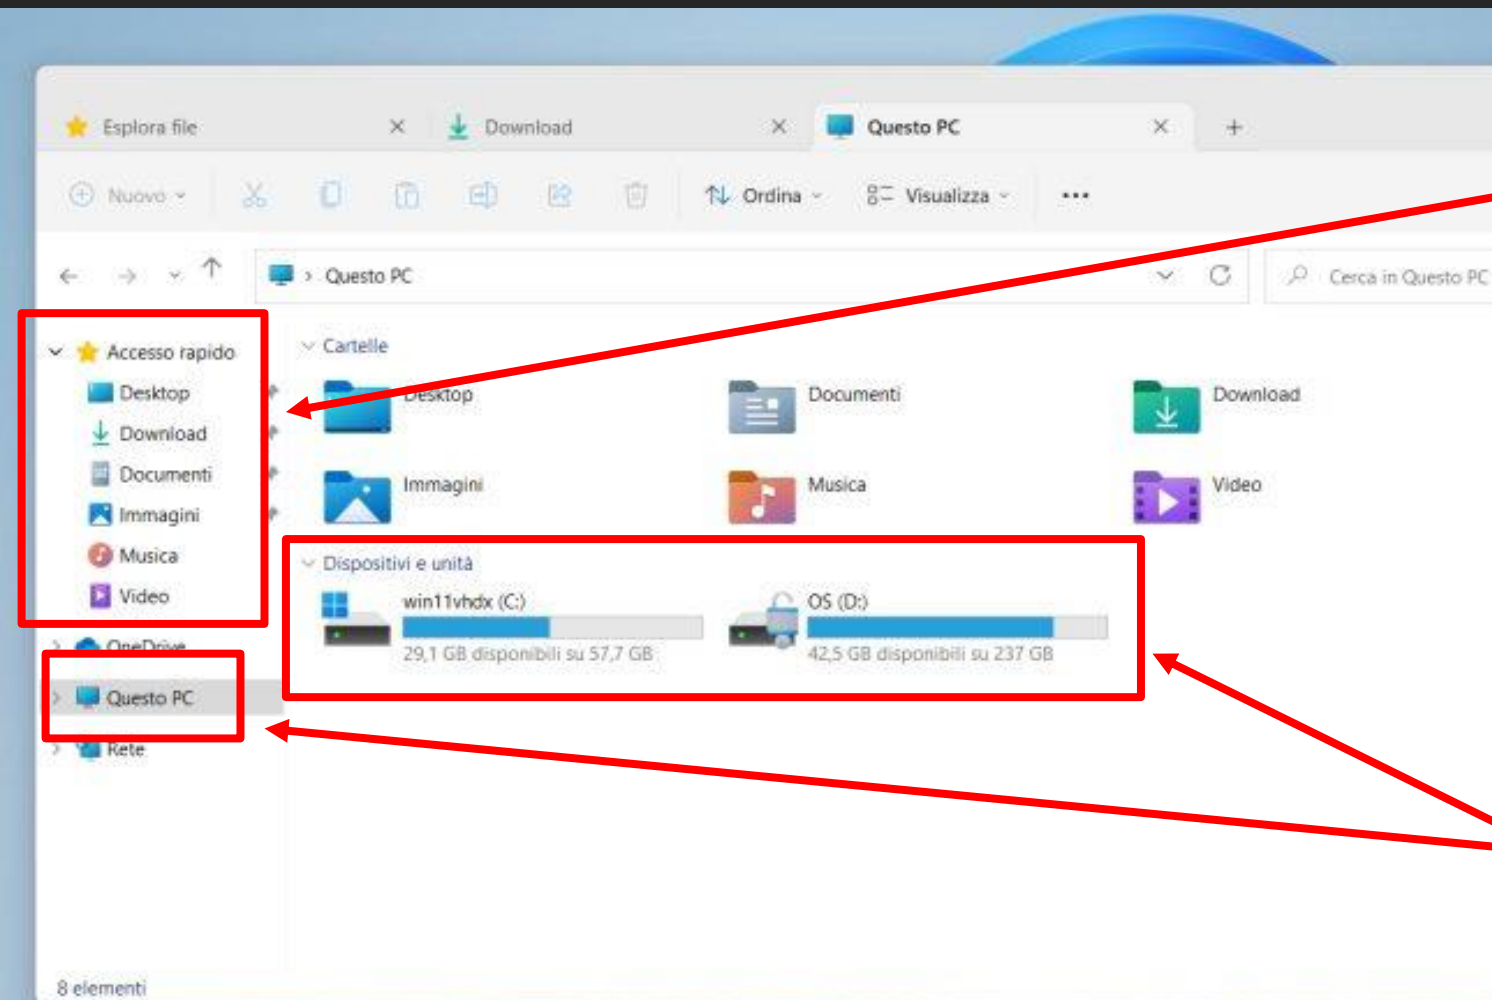 Esplora file
Download
Questo PC
Nuovo
Ordina
Visualizza
Questo PC
Cerca in Questo PC
Accesso rapido
Desktop
Download
Documenti
Immagini
Musica
Video
OneDrive
Questo PC
Rete
Cartelle
Desktop
Documenti
Download
Immagini
Musica
Video
Dispositivi e unità
win11vhdx (C:)
29,1 GB disponibili su 57,7 GB
OS (D:)
42,5 GB disponibili su 237 GB
8 elementi